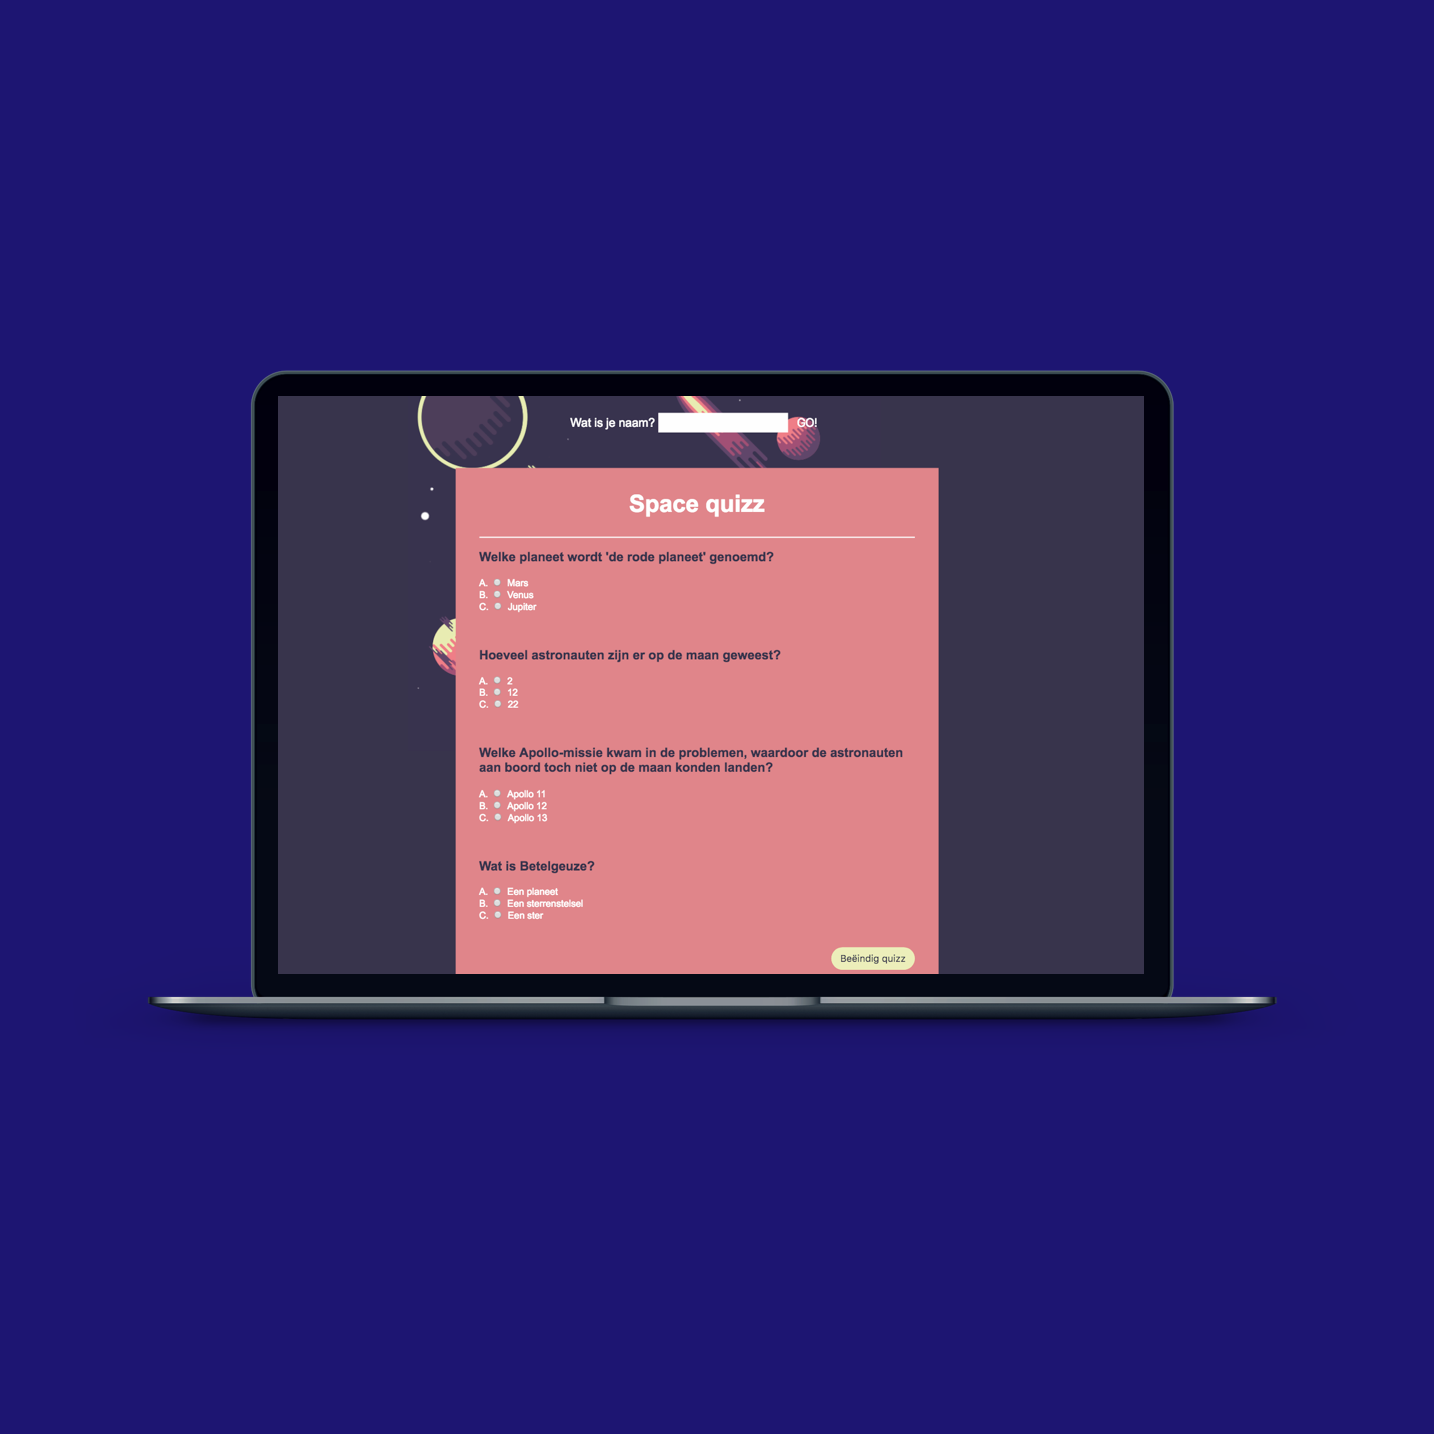 Wat is je naam? GO!
Space quizz
Welke planeet wordt 'de rode planeet' genoemd?
A. Mars
B. Venus
C. Jupiter
Hoeveel astronauten zijn er op de maan geweest?
A. 2
B. 12
C. 22
Welke Apollo-missie kwam in de problemen, waardoor de astronauten
aan boord toch niet op de maan konden landen?
A. Apollo 11
B. Apollo 12
C. Apollo 13
Wat is Betelgeuze?
A. Een planeet
B. Een sterrenstelsel
C. Een ster
Beëindig quizz